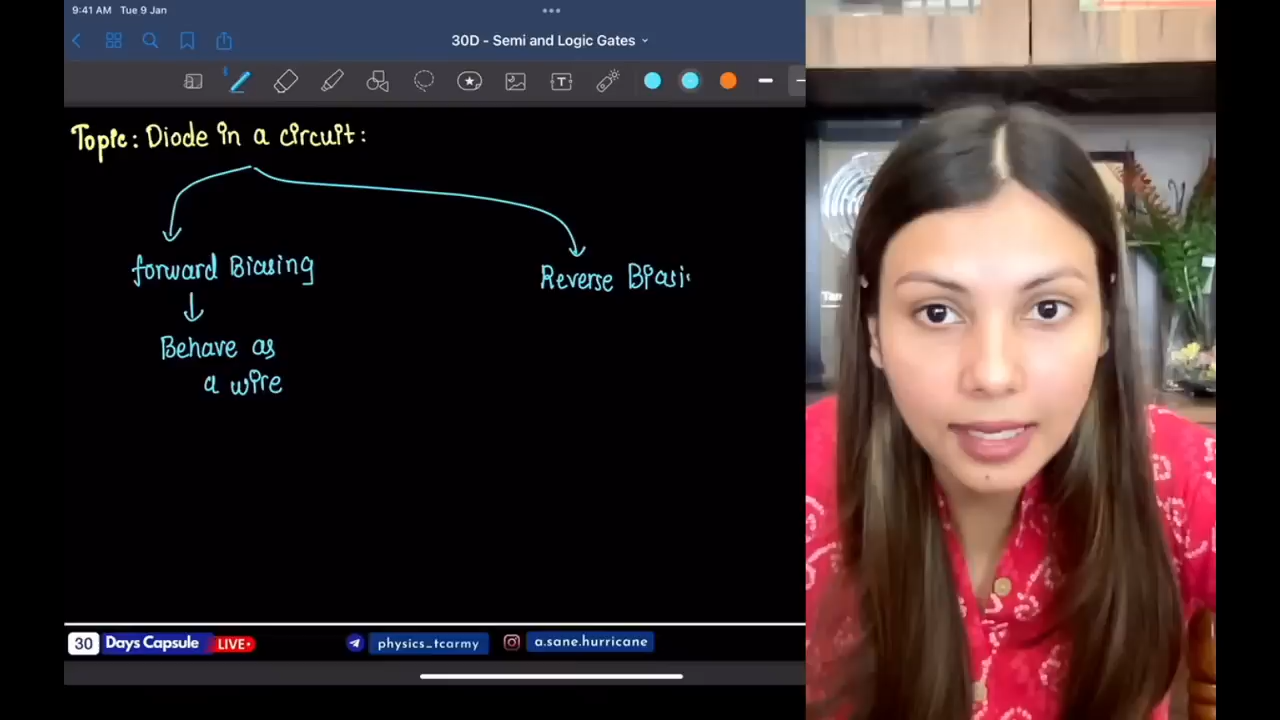 9:41 AM Tue 9 Jan
30D - Semi and Logic Gates
T
Topic: Diode in a circuit:
forward Biasing
Reverse Biasi
Behave as
a wire
30 Days Capsule LIVE
physics_tcarmy
a.sane.hurricane